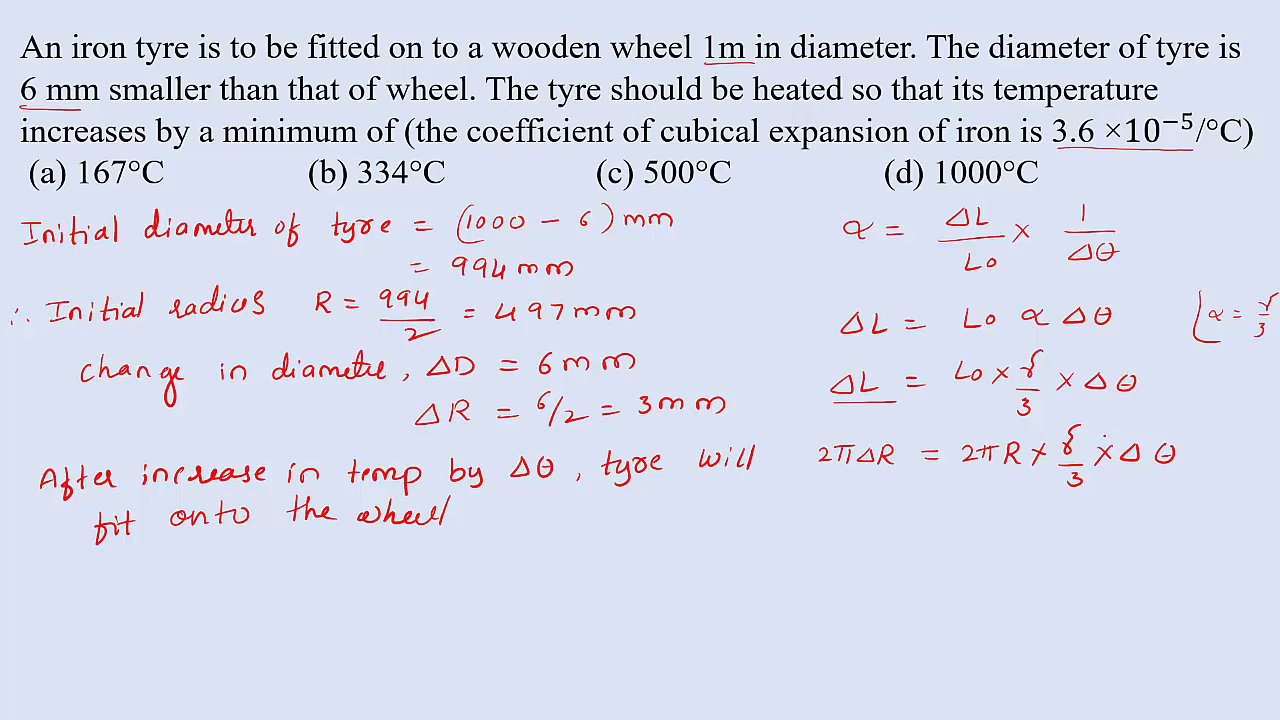 An iron tyre is to be fitted on to a wooden wheel 1m in diameter. The diameter of tyre is
6 mm smaller than that of wheel. The tyre should be heated so that its temperature
increases by a minimum of (the coefficient of cubical expansion of iron is 3.6 ×10⁻⁵/°C)
(a) 167°C (b) 334°C (c) 500°C (d) 1000°C
Initial diameter of tyre = (1000 - 6) mm
= 994 mm
∴ Initial radius R = 994/2 = 497 mm
change in diametre, ΔD = 6 mm
ΔR = 6/2 = 3 mm
After increase in temp by Δθ, tyre will
fit onto the wheel
α = ΔL/L₀ × 1/Δθ
ΔL = L₀ α Δθ
(α = γ/3
ΔL = L₀ × γ/3 × Δθ
2πΔR = 2πR × γ/3 × Δθ